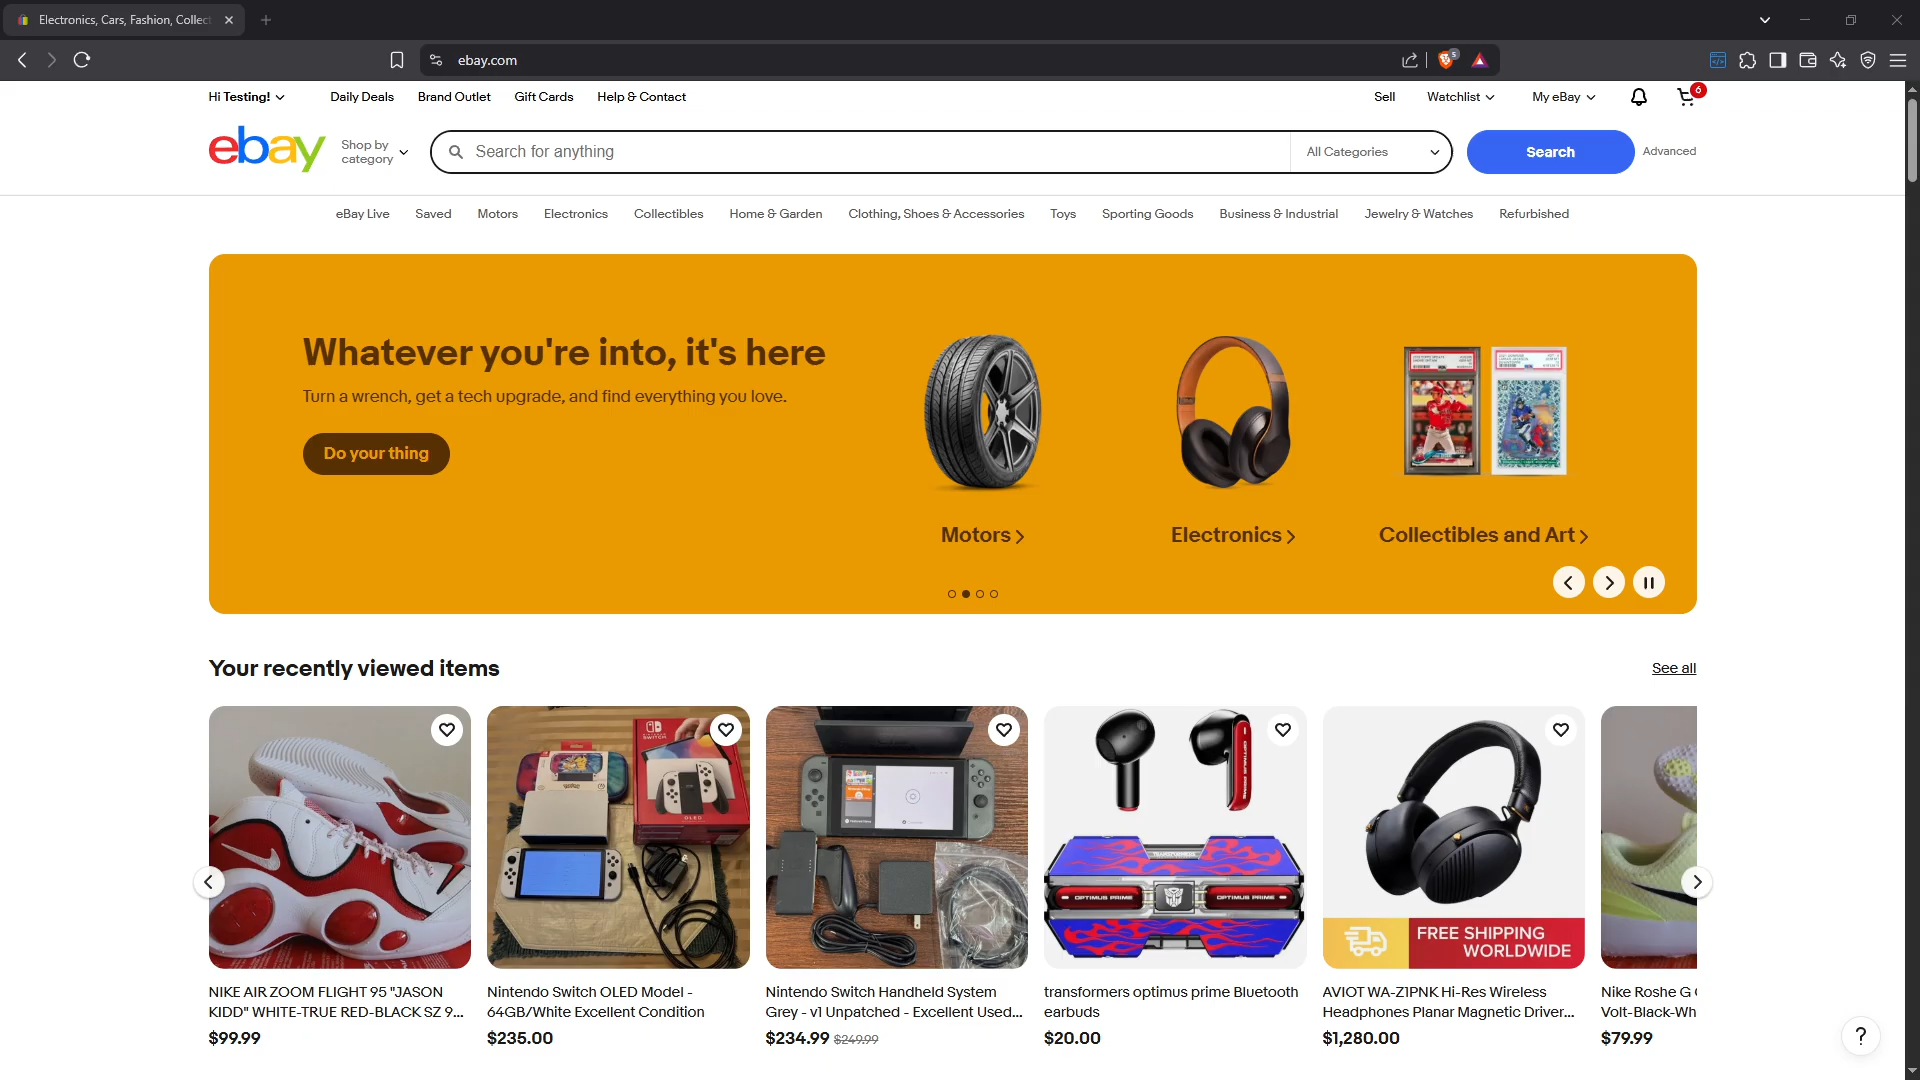 Electronics, Cars, Fashion, Collect
ebay.com
5
Hi Testing!
Daily Deals
Brand Outlet
Gift Cards
Help & Contact
Sell
Watchlist
My eBay
6
ebay
Shop by
category
Search for anything
All Categories
Search
Advanced
eBay Live
Saved
Motors
Electronics
Collectibles
Home & Garden
Clothing, Shoes & Accessories
Toys
Sporting Goods
Business & Industrial
Jewelry & Watches
Refurbished
Whatever you're into, it's here
Turn a wrench, get a tech upgrade, and find everything you love.
Do your thing
Motors
Electronics
Collectibles and Art
Your recently viewed items
See all
OPTIMUS PRIME
OPTIMUS PRIME
FREE SHIPPING
WORLDWIDE
NIKE AIR ZOOM FLIGHT 95 "JASON
KIDD" WHITE-TRUE RED-BLACK SZ 9...
$99.99
Nintendo Switch OLED Model -
64GB/White Excellent Condition
$235.00
Nintendo Switch Handheld System
Grey - v1 Unpatched - Excellent Used...
$234.99 $249.99
transformers optimus prime Bluetooth
earbuds
$20.00
AVIOT WA-Z1PNK Hi-Res Wireless
Headphones Planar Magnetic Driver...
$1,280.00
Nike Roshe G
Volt-Black-Wh
$79.99
?